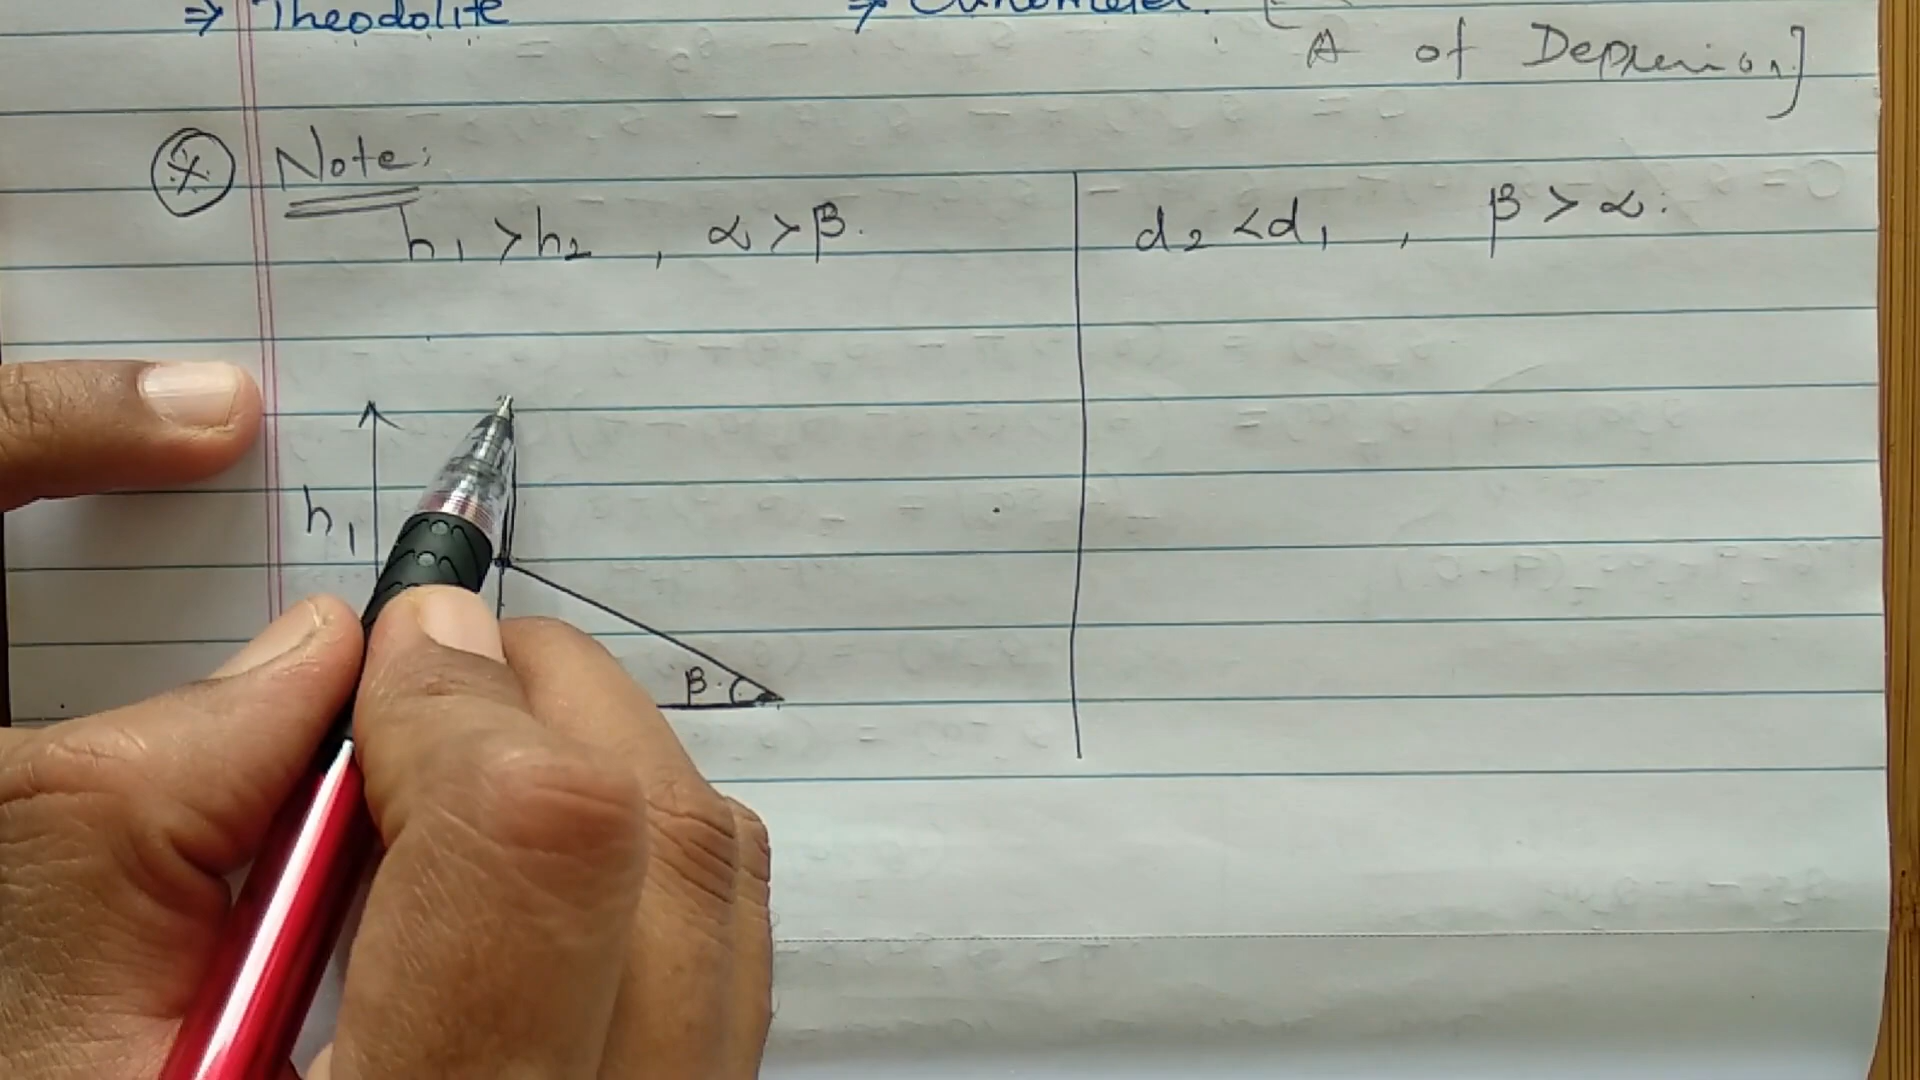 ⇒ Theodolite ⇒ [
A of Depression]
* Note:
h₁ > h₂ , α > β.
d₂ < d₁ , β > α.
h₁
β